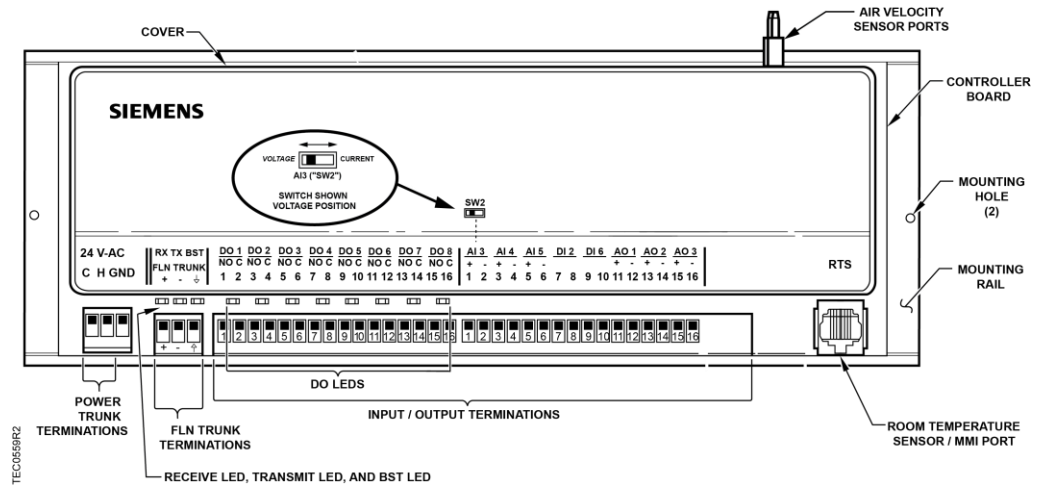 AIR VELOCITY
SENSOR PORTS
COVER
CONTROLLER
BOARD
SIEMENS
VOLTAGE
CURRENT
AI3 ("SW2")
SWITCH SHOWN
VOLTAGE POSITION
SW2
MOUNTING
HOLE
(2)
24 V-AC
C H GND
RX TX BST
FLN TRUNK
+ -
DO 1 DO 2 DO 3 DO 4 DO 5 DO 6 DO 7 DO 8
NO C NO C NO C NO C NO C NO C NO C NO C
1 2 3 4 5 6 7 8 9 10 11 12 13 14 15 16
AI 3 AI 4 AI 5 DI 2 DI 6 AO 1 AO 2 AO 3
+ - + - + - + - + - + -
1 2 3 4 5 6 7 8 9 10 11 12 13 14 15 16
RTS
MOUNTING
RAIL
+ -
1 2 3 4 5 6 7 8 9 10 11 12 13 14 15 16
1 2 3 4 5 6 7 8 9 10 11 12 13 14 15 16
DO LEDS
POWER
TRUNK
TERMINATIONS
FLN TRUNK
TERMINATIONS
INPUT / OUTPUT TERMINATIONS
ROOM TEMPERATURE
SENSOR / MMI PORT
RECEIVE LED, TRANSMIT LED, AND BST LED
TEC0559R2